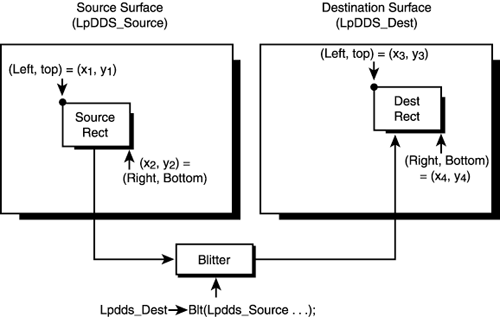 Source Surface
(LpDDS_Source)
Destination Surface
(LpDDS_Dest)
(Left, top) = (x1, y1)
Source
Rect
(x2, y2) =
(Right, Bottom)
(Left, top) = (x3, y3)
Dest
Rect
(Right, Bottom)
= (x4, y4)
Blitter
Lpdds_Dest→Blt(Lpdds_Source . . .);